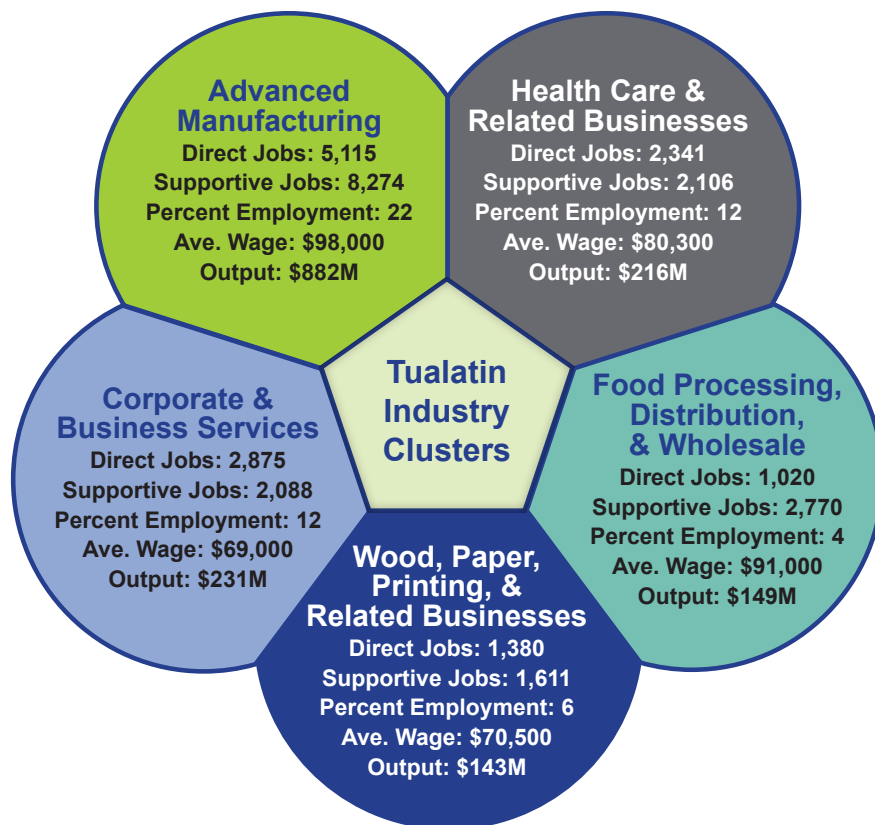 Advanced
Manufacturing
Direct Jobs: 5,115
Supportive Jobs: 8,274
Percent Employment: 22
Ave. Wage: $98,000
Output: $882M
Health Care &
Related Businesses
Direct Jobs: 2,341
Supportive Jobs: 2,106
Percent Employment: 12
Ave. Wage: $80,300
Output: $216M
Tualatin
Industry
Clusters
Corporate &
Business Services
Direct Jobs: 2,875
Supportive Jobs: 2,088
Percent Employment: 12
Ave. Wage: $69,000
Output: $231M
Food Processing,
Distribution,
& Wholesale
Direct Jobs: 1,020
Supportive Jobs: 2,770
Percent Employment: 4
Ave. Wage: $91,000
Output: $149M
Wood, Paper,
Printing, &
Related Businesses
Direct Jobs: 1,380
Supportive Jobs: 1,611
Percent Employment: 6
Ave. Wage: $70,500
Output: $143M